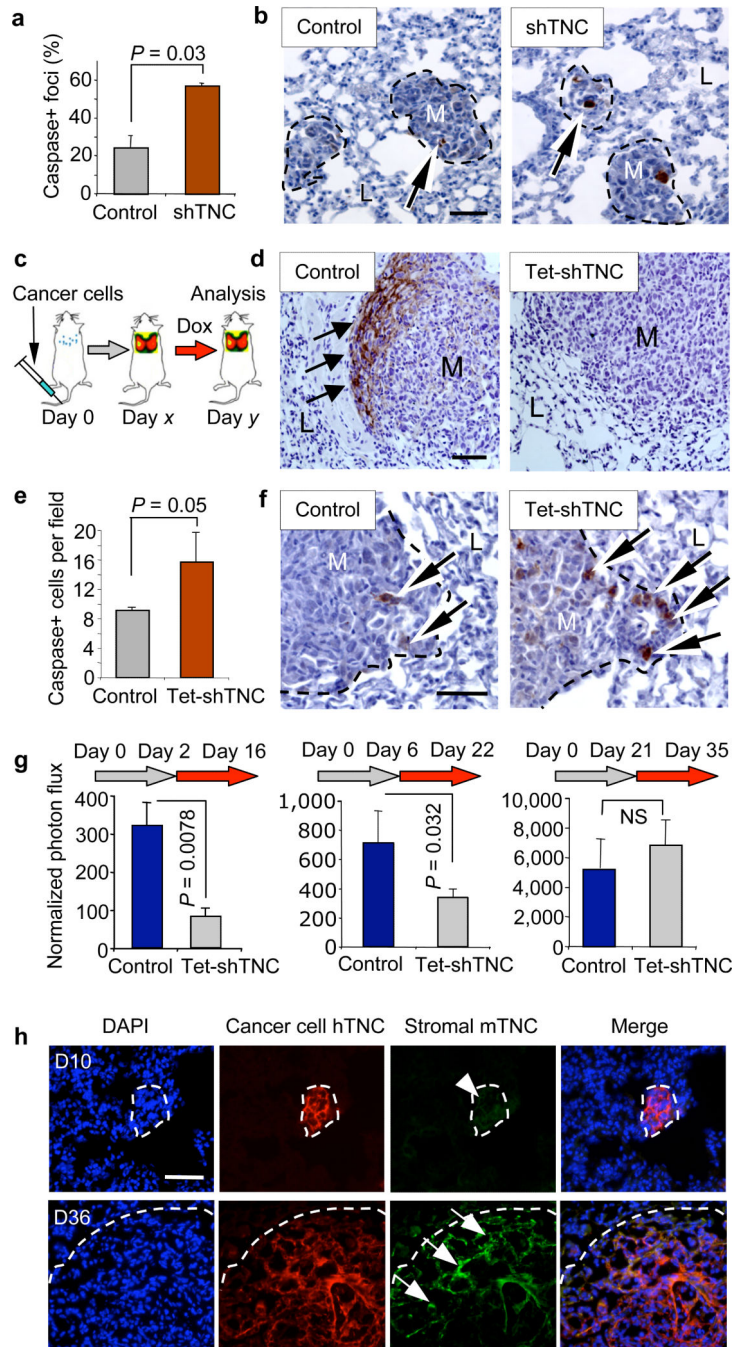 a
P = 0.03
Caspase+ foci (%)
60
40
20
0
Control
shTNC
b
Control
M
L
shTNC
L
M
c
Cancer cells
Analysis
Dox
Day 0
Day x
Day y
d
Control
M
L
Tet-shTNC
M
L
e
P = 0.05
Caspase+ cells per field
20
16
12
8
4
0
Control
Tet-shTNC
f
Control
L
M
Tet-shTNC
L
M
g
Normalized photon flux
Day 0 Day 2 Day 16
400
300
200
100
0
P = 0.0078
Control
Tet-shTNC
Day 0 Day 6 Day 22
1,000
800
600
400
200
0
P = 0.032
Control
Tet-shTNC
Day 0 Day 21 Day 35
10,000
8,000
6,000
4,000
2,000
0
NS
Control
Tet-shTNC
h
DAPI
Cancer cell hTNC
Stromal mTNC
Merge
D10
D36